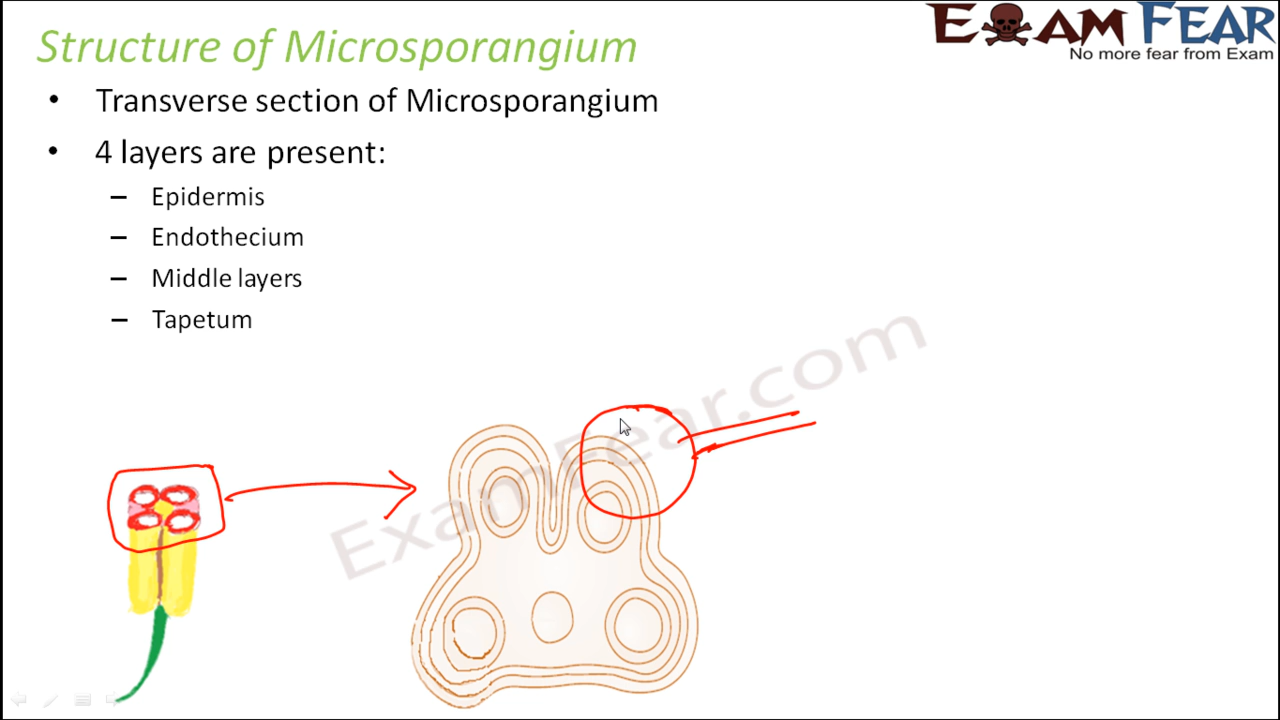 Structure of Microsporangium
EXAM FEAR
No more fear from Exam
• Transverse section of Microsporangium
• 4 layers are present:
– Epidermis
– Endothecium
– Middle layers
– Tapetum
ExamFear.com